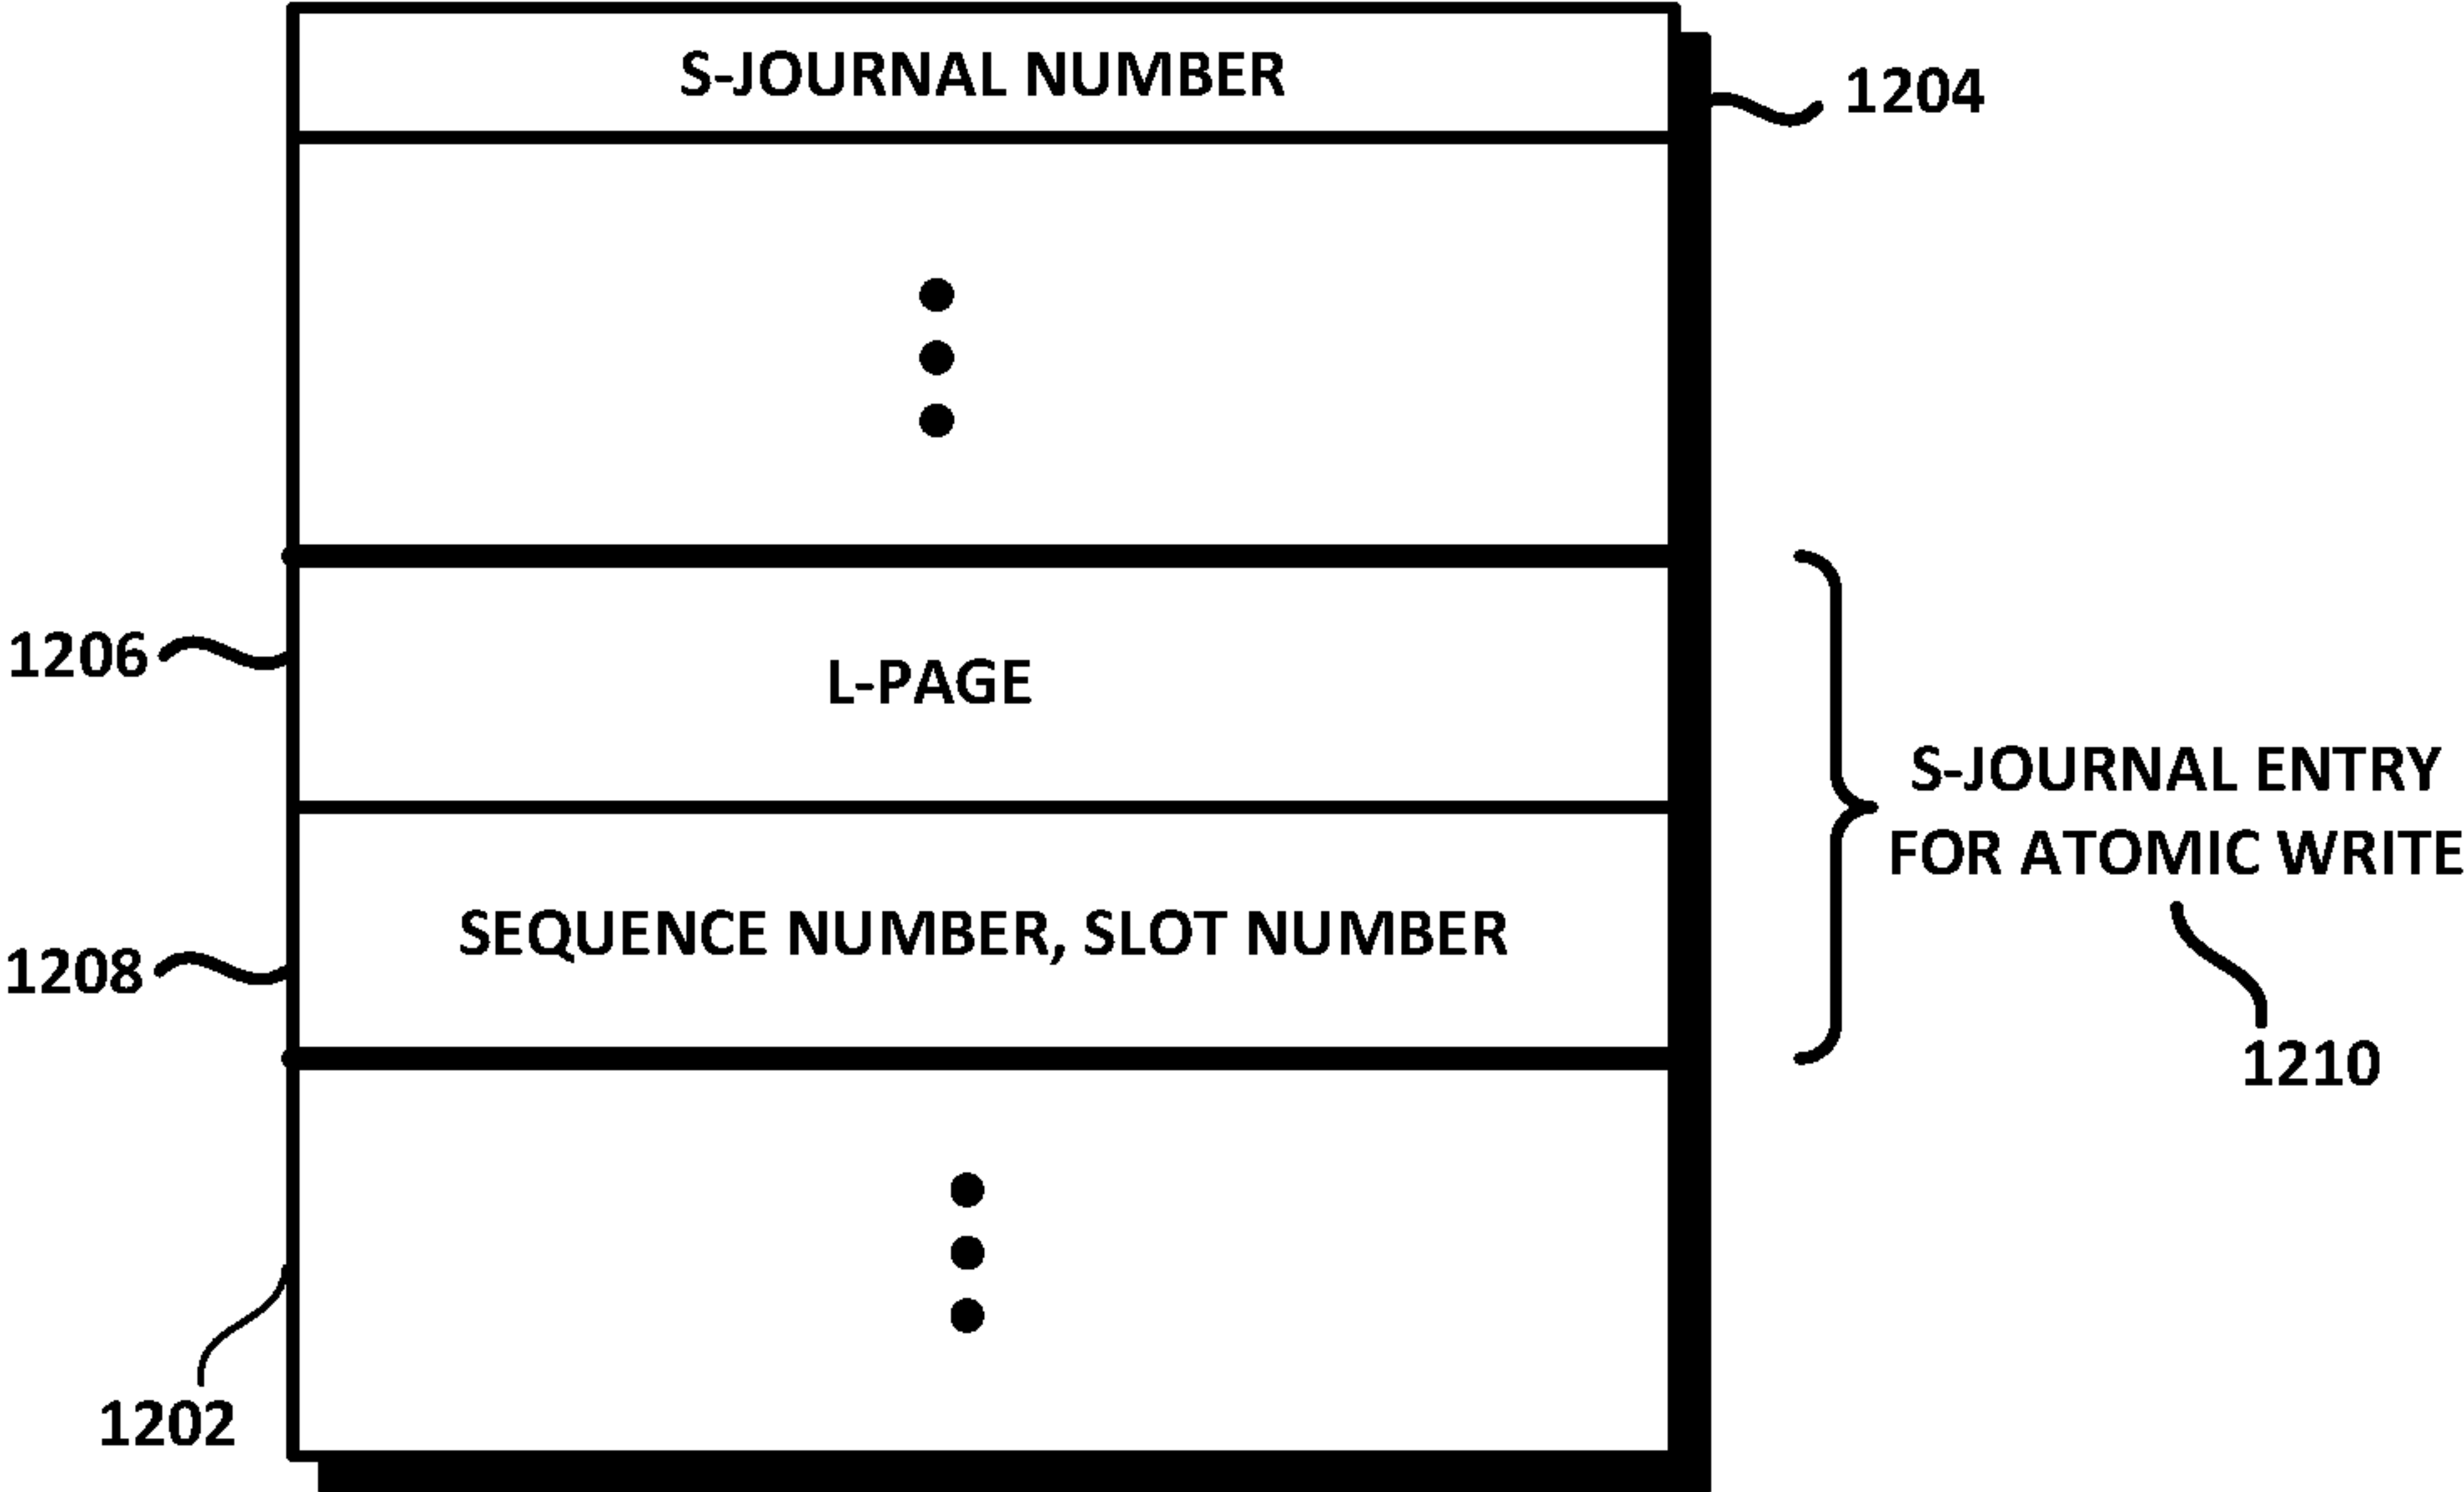 S-JOURNAL NUMBER
1204
1206
L-PAGE
S-JOURNAL ENTRY
FOR ATOMIC WRITE
SEQUENCE NUMBER, SLOT NUMBER
1208
1210
1202